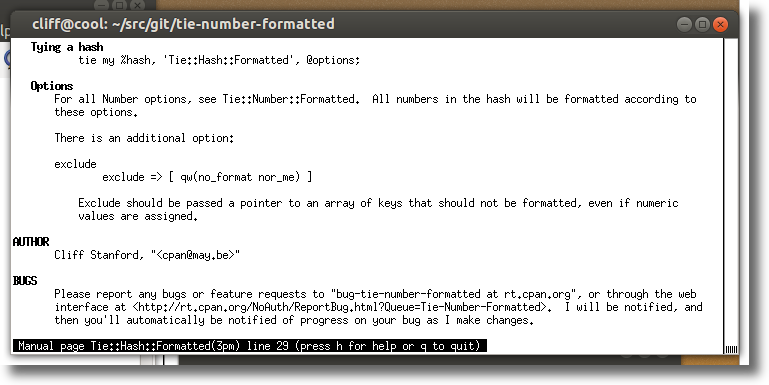 cliff@cool: ~/src/git/tie-number-formatted
Tying a hash
tie my %hash, 'Tie::Hash::Formatted', @options;
Options
For all Number options, see Tie::Number::Formatted.  All numbers in the hash will be formatted according to
these options.
There is an additional option:
exclude
exclude => [ qw(no_format nor_me) ]
Exclude should be passed a pointer to an array of keys that should not be formatted, even if numeric
values are assigned.
AUTHOR
Cliff Stanford, "<cpan@may.be>"
BUGS
Please report any bugs or feature requests to "bug-tie-number-formatted at rt.cpan.org", or through the web
interface at <http://rt.cpan.org/NoAuth/ReportBug.html?Queue=Tie-Number-Formatted>.  I will be notified, and
then you'll automatically be notified of progress on your bug as I make changes.
Manual page Tie::Hash::Formatted(3pm) line 29 (press h for help or q to quit)